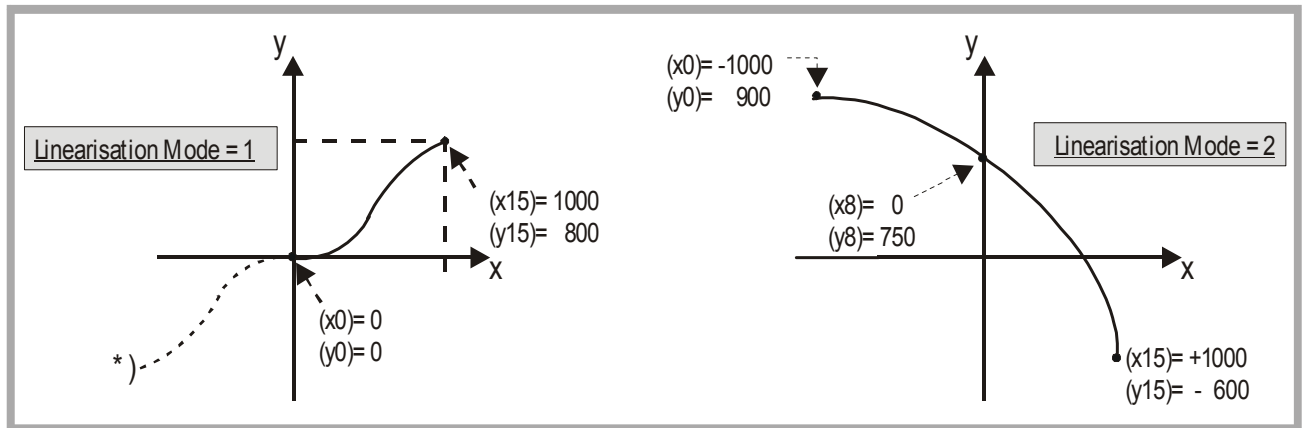 y
Linearisation Mode = 1
(x15)= 1000
(y15)= 800
x
(x0)= 0
(y0)= 0
*)
y
(x0)= -1000
(y0)= 900
Linearisation Mode = 2
(x8)= 0
(y8)= 750
x
(x15)= +1000
(y15)= - 600